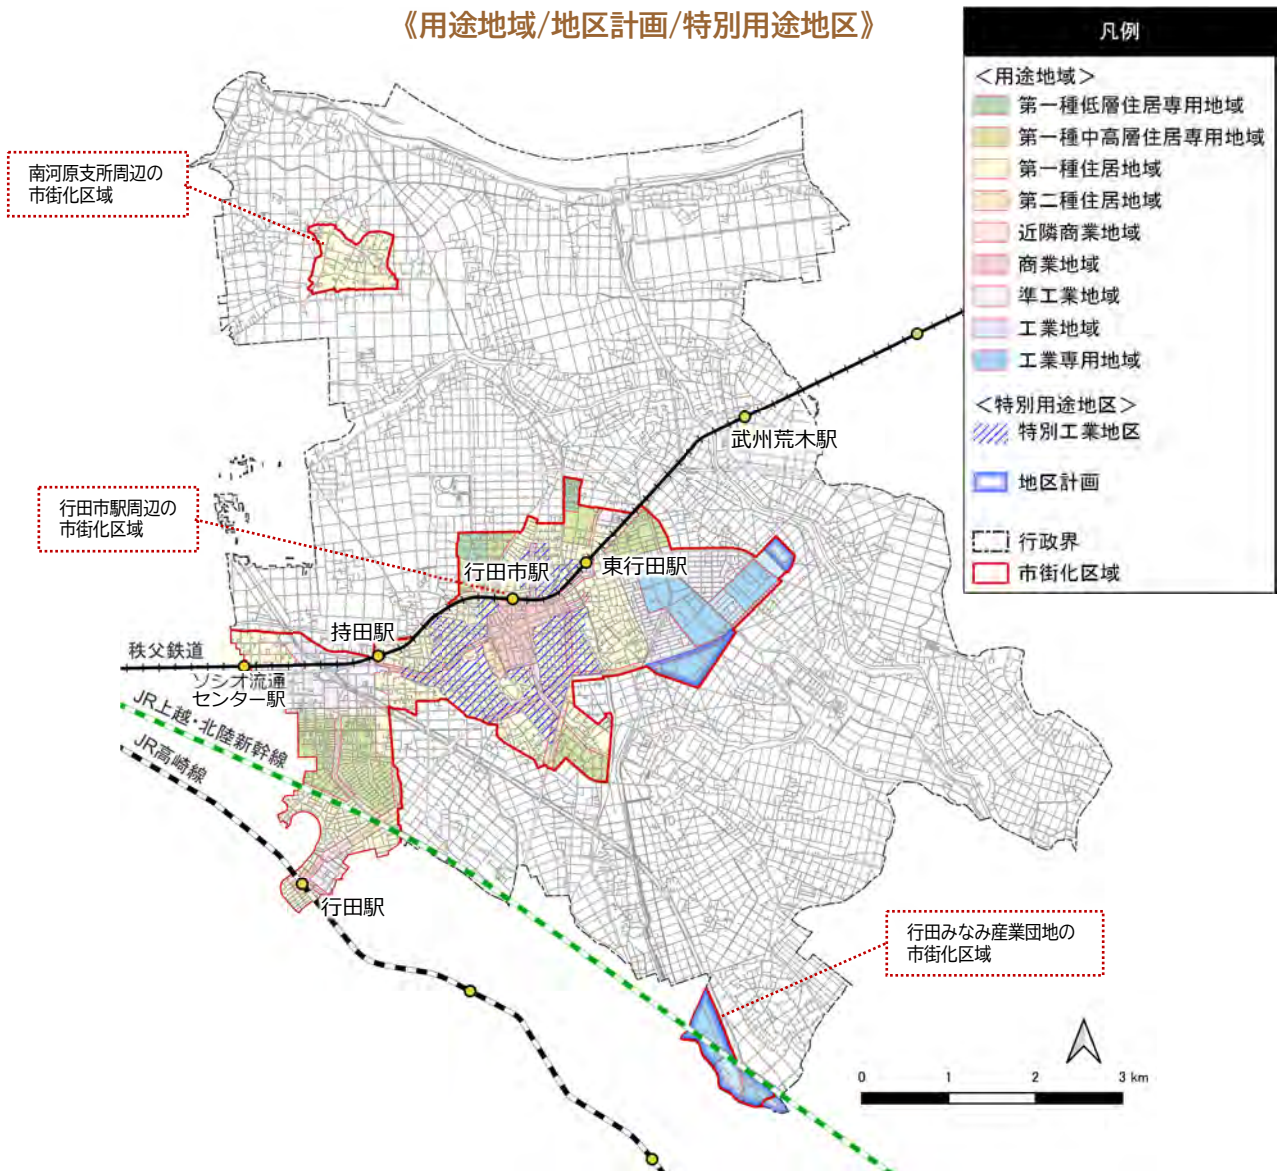 《用途地域/地区計画/特別用途地区》
凡例
＜用途地域＞
第一種低層住居専用地域
第一種中高層住居専用地域
第一種住居地域
第二種住居地域
近隣商業地域
商業地域
準工業地域
工業地域
工業専用地域
＜特別用途地区＞
特別工業地区
地区計画
行政界
市街化区域
南河原支所周辺の
市街化区域
武州荒木駅
行田市駅周辺の
市街化区域
行田市駅
東行田駅
持田駅
秩父鉄道
ソシオ流通
センター駅
JR上越・北陸新幹線
JR高崎線
行田駅
行田みなみ産業団地の
市街化区域
0 1 2 3 km